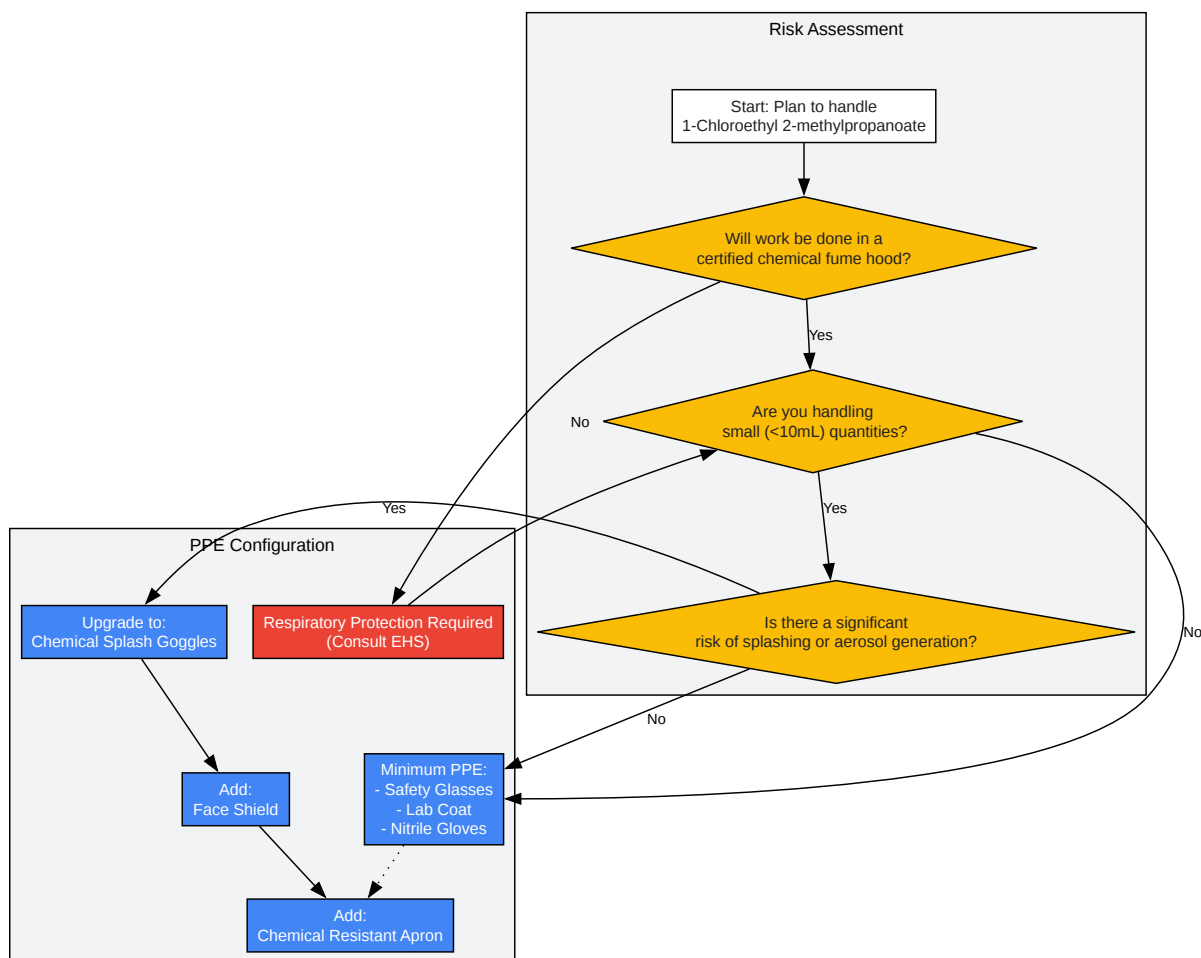 Risk Assessment
Start: Plan to handle
1-Chloroethyl 2-methylpropanoate
Will work be done in a
certified chemical fume hood?
Yes
Are you handling
small (<10mL) quantities?
No
Yes
Yes
PPE Configuration
Upgrade to:
Chemical Splash Goggles
Respiratory Protection Required
(Consult EHS)
Is there a significant
risk of splashing or aerosol generation?
No
No
Minimum PPE:
- Safety Glasses
- Lab Coat
- Nitrile Gloves
Add:
Face Shield
Add:
Chemical Resistant Apron